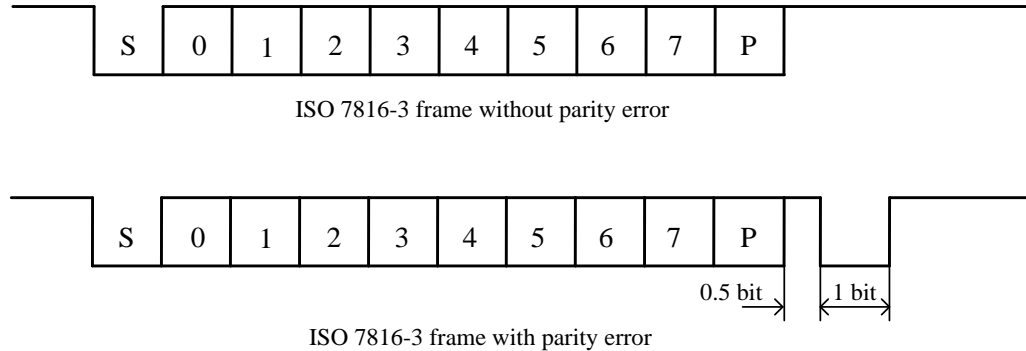 S 0 1 2 3 4 5 6 7 P
ISO 7816-3 frame without parity error
S 0 1 2 3 4 5 6 7 P
0.5 bit 1 bit
ISO 7816-3 frame with parity error